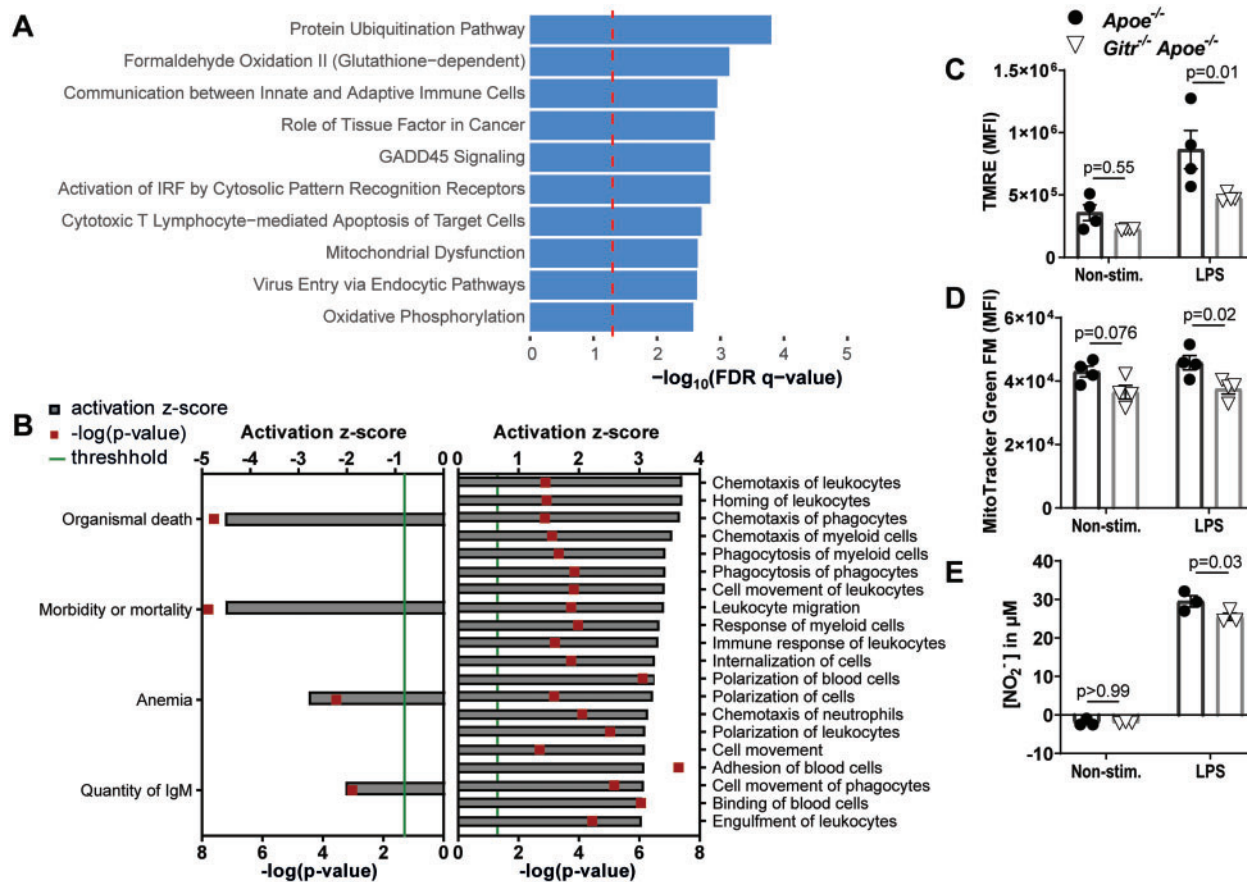 A
Protein Ubiquitination Pathway
Formaldehyde Oxidation II (Glutathione−dependent)
Communication between Innate and Adaptive Immune Cells
Role of Tissue Factor in Cancer
GADD45 Signaling
Activation of IRF by Cytosolic Pattern Recognition Receptors
Cytotoxic T Lymphocyte−mediated Apoptosis of Target Cells
Mitochondrial Dysfunction
Virus Entry via Endocytic Pathways
Oxidative Phosphorylation
0 1 2 3 4 5
−log₁₀(FDR q−value)
B
activation z-score
-log(p-value)
threshhold
Activation z-score
-5 -4 -3 -2 -1 0
Organismal death
Morbidity or mortality
Anemia
Quantity of IgM
8 6 4 2 0
-log(p-value)
Activation z-score
0 1 2 3 4
Chemotaxis of leukocytes
Homing of leukocytes
Chemotaxis of phagocytes
Chemotaxis of myeloid cells
Phagocytosis of myeloid cells
Phagocytosis of phagocytes
Cell movement of leukocytes
Leukocyte migration
Response of myeloid cells
Immune response of leukocytes
Internalization of cells
Polarization of blood cells
Polarization of cells
Chemotaxis of neutrophils
Polarization of leukocytes
Cell movement
Adhesion of blood cells
Cell movement of phagocytes
Binding of blood cells
Engulfment of leukocytes
0 2 4 6 8
-log(p-value)
Apoe⁻/⁻
Gitr⁻/⁻ Apoe⁻/⁻
C
TMRE (MFI)
1.5×10⁶
1×10⁶
5×10⁵
0
p=0.55
p=0.01
Non-stim. LPS
D
MitoTracker Green FM (MFI)
6×10⁴
4×10⁴
2×10⁴
0
p=0.076
p=0.02
Non-stim. LPS
E
[NO₂⁻] in µM
40
30
20
10
0
-10
p>0.99
p=0.03
Non-stim. LPS